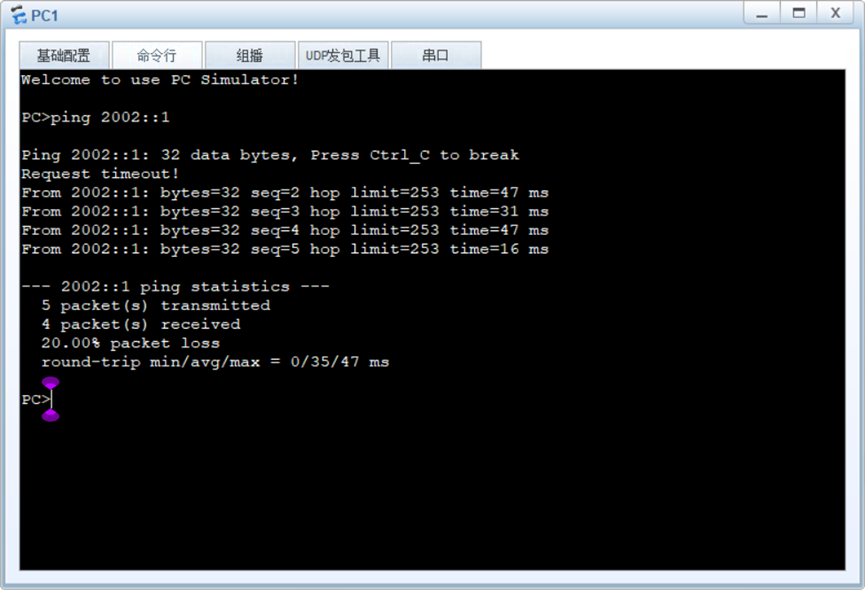 PC1
基础配置 命令行 组播 UDP发包工具 串口
Welcome to use PC Simulator!
PC>ping 2002::1
Ping 2002::1: 32 data bytes, Press Ctrl_C to break
Request timeout!
From 2002::1: bytes=32 seq=2 hop limit=253 time=47 ms
From 2002::1: bytes=32 seq=3 hop limit=253 time=31 ms
From 2002::1: bytes=32 seq=4 hop limit=253 time=47 ms
From 2002::1: bytes=32 seq=5 hop limit=253 time=16 ms
--- 2002::1 ping statistics ---
5 packet(s) transmitted
4 packet(s) received
20.00% packet loss
round-trip min/avg/max = 0/35/47 ms
PC>